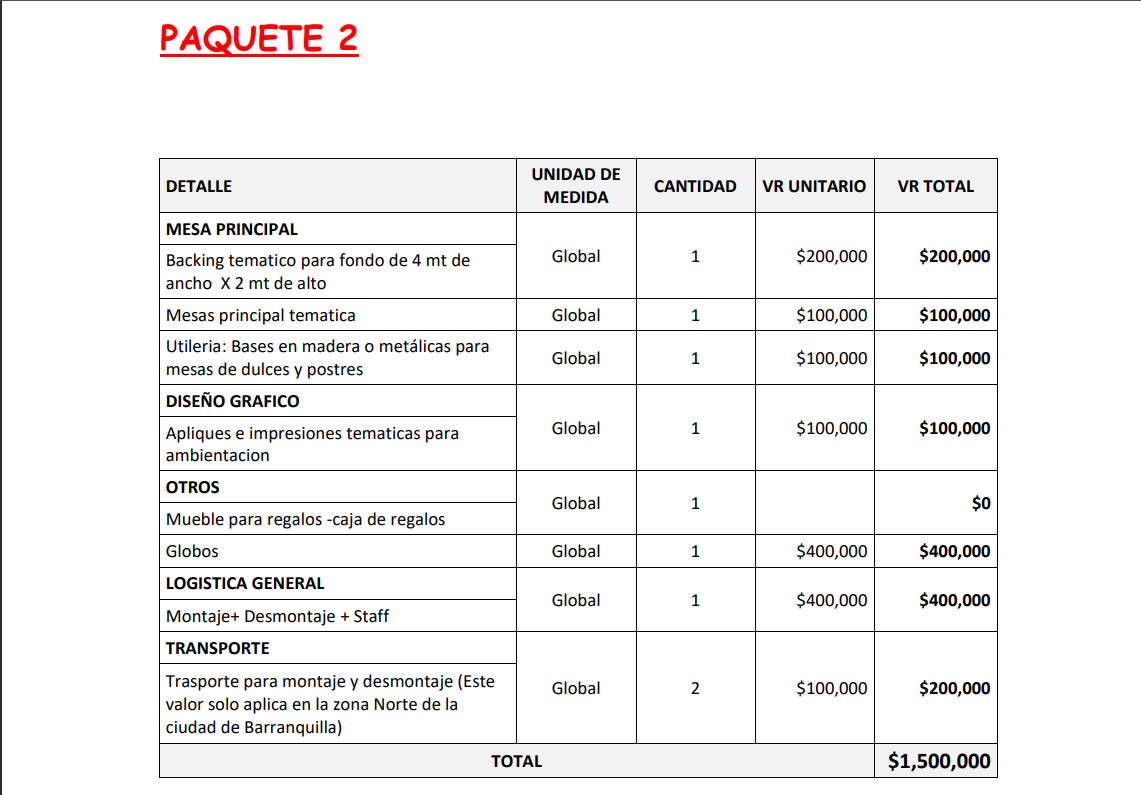 PAQUETE 2
DETALLE UNIDAD DE MEDIDA CANTIDAD VR UNITARIO VR TOTAL
MESA PRINCIPAL
Backing tematico para fondo de 4 mt de
ancho X 2 mt de alto
Global 1 $200,000 $200,000
Mesas principal tematica Global 1 $100,000 $100,000
Utileria: Bases en madera o metálicas para
mesas de dulces y postres
Global 1 $100,000 $100,000
DISEÑO GRAFICO
Apliques e impresiones tematicas para
ambientacion
Global 1 $100,000 $100,000
OTROS
Mueble para regalos -caja de regalos
Global 1 $0
Globos Global 1 $400,000 $400,000
LOGISTICA GENERAL
Montaje+ Desmontaje + Staff
Global 1 $400,000 $400,000
TRANSPORTE
Trasporte para montaje y desmontaje (Este
valor solo aplica en la zona Norte de la
ciudad de Barranquilla)
Global 2 $100,000 $200,000
TOTAL $1,500,000